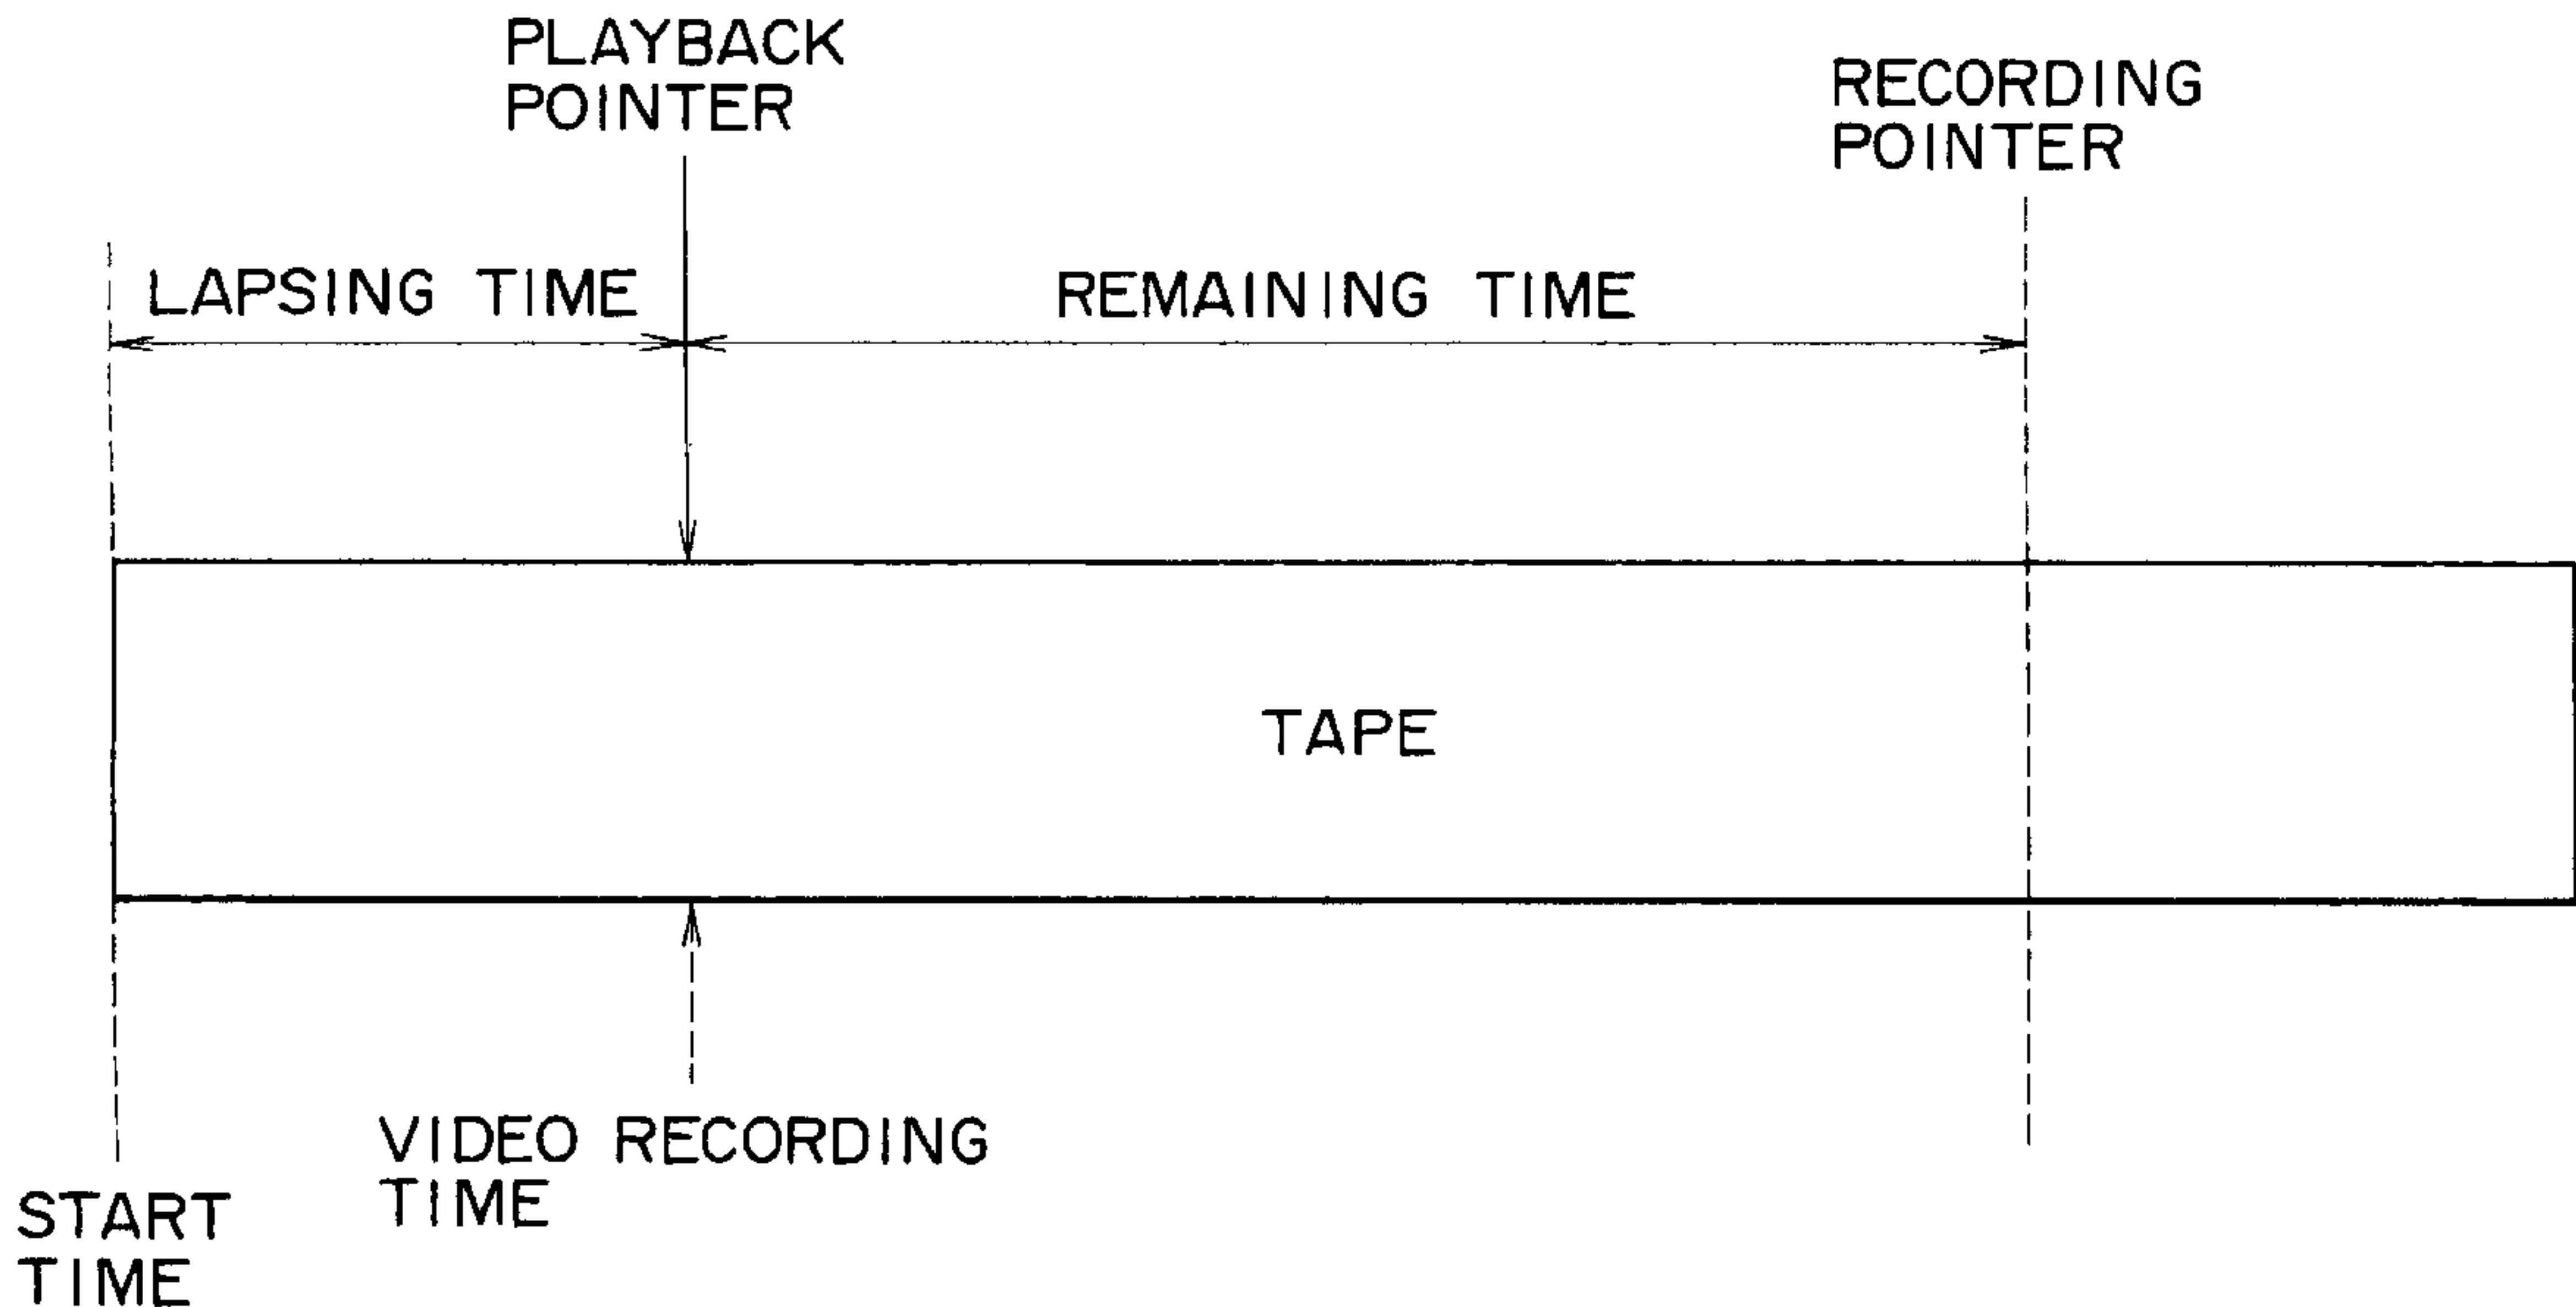 PLAYBACK
POINTER
RECORDING
POINTER
LAPSING TIME
REMAINING TIME
TAPE
VIDEO RECORDING
TIME
START
TIME